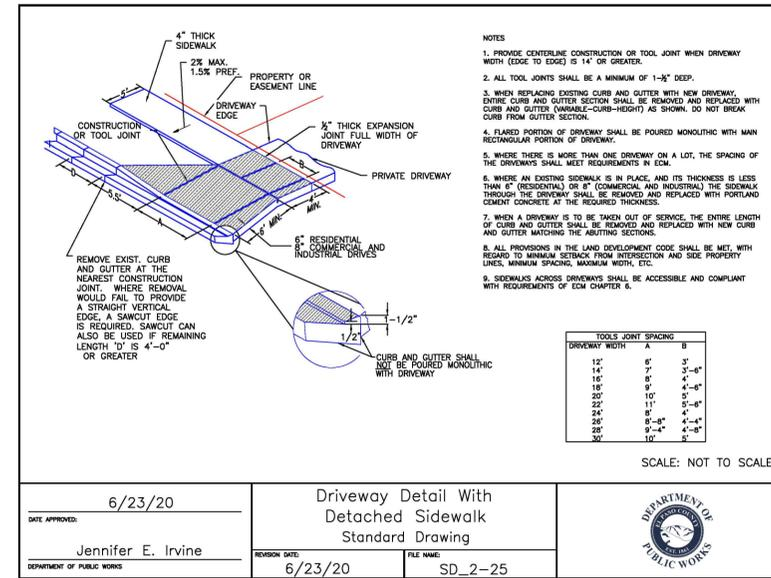 4" THICK
SIDEWALK
2% MAX.
1.5% PREF.
PROPERTY OR
EASEMENT LINE
DRIVEWAY
EDGE
5'
CONSTRUCTION
OR TOOL JOINT
½" THICK EXPANSION
JOINT FULL WIDTH OF
DRIVEWAY
B
PRIVATE DRIVEWAY
D
5.5'
A
6' MIN.
4'
MIN.
6" RESIDENTIAL
8" COMMERCIAL AND
INDUSTRIAL DRIVES
REMOVE EXIST. CURB
AND GUTTER AT THE
NEAREST CONSTRUCTION
JOINT. WHERE REMOVAL
WOULD FAIL TO PROVIDE
A STRAIGHT VERTICAL
EDGE, A SAWCUT EDGE
IS REQUIRED. SAWCUT CAN
ALSO BE USED IF REMAINING
LENGTH 'D' IS 4'-0"
OR GREATER
1-1/2"
1/2"
CURB AND GUTTER SHALL
NOT BE POURED MONOLITHIC
WITH DRIVEWAY
NOTES
1. PROVIDE CENTERLINE CONSTRUCTION OR TOOL JOINT WHEN DRIVEWAY
WIDTH (EDGE TO EDGE) IS 14' OR GREATER.
2. ALL TOOL JOINTS SHALL BE A MINIMUM OF 1-½" DEEP.
3. WHEN REPLACING EXISTING CURB AND GUTTER WITH NEW DRIVEWAY,
ENTIRE CURB AND GUTTER SECTION SHALL BE REMOVED AND REPLACED WITH
CURB AND GUTTER (VARIABLE-CURB-HEIGHT) AS SHOWN. DO NOT BREAK
CURB FROM GUTTER SECTION.
4. FLARED PORTION OF DRIVEWAY SHALL BE POURED MONOLITHIC WITH MAIN
RECTANGULAR PORTION OF DRIVEWAY.
5. WHERE THERE IS MORE THAN ONE DRIVEWAY ON A LOT, THE SPACING OF
THE DRIVEWAYS SHALL MEET REQUIREMENTS IN ECM.
6. WHERE AN EXISTING SIDEWALK IS IN PLACE, AND ITS THICKNESS IS LESS
THAN 6" (RESIDENTIAL) OR 8" (COMMERCIAL AND INDUSTRIAL) THE SIDEWALK
THROUGH THE DRIVEWAY SHALL BE REMOVED AND REPLACED WITH PORTLAND
CEMENT CONCRETE AT THE REQUIRED THICKNESS.
7. WHEN A DRIVEWAY IS TO BE TAKEN OUT OF SERVICE, THE ENTIRE LENGTH
OF CURB AND GUTTER SHALL BE REMOVED AND REPLACED WITH NEW CURB
AND GUTTER MATCHING THE ABUTTING SECTIONS.
8. ALL PROVISIONS IN THE LAND DEVELOPMENT CODE SHALL BE MET, WITH
REGARD TO MINIMUM SETBACK FROM INTERSECTION AND SIDE PROPERTY
LINES, MINIMUM SPACING, MAXIMUM WIDTH, ETC.
9. SIDEWALKS ACROSS DRIVEWAYS SHALL BE ACCESSIBLE AND COMPLIANT
WITH REQUIREMENTS OF ECM CHAPTER 6.
TOOLS JOINT SPACING
DRIVEWAY WIDTH A B
12' 6' 3'
14' 7' 3'-6"
16' 8' 4'
18' 9' 4'-6"
20' 10' 5'
22' 11' 5'-6"
24' 8' 4'
26' 8'-8" 4'-4"
28' 9'-4" 4'-8"
30' 10' 5'
SCALE: NOT TO SCALE
6/23/20
DATE APPROVED:
Jennifer E. Irvine
DEPARTMENT OF PUBLIC WORKS
Driveway Detail With
Detached Sidewalk
Standard Drawing
REVISION DATE:
6/23/20
FILE NAME:
SD_2-25
DEPARTMENT OF
EL PASO COUNTY
EST. 1861
PUBLIC WORKS